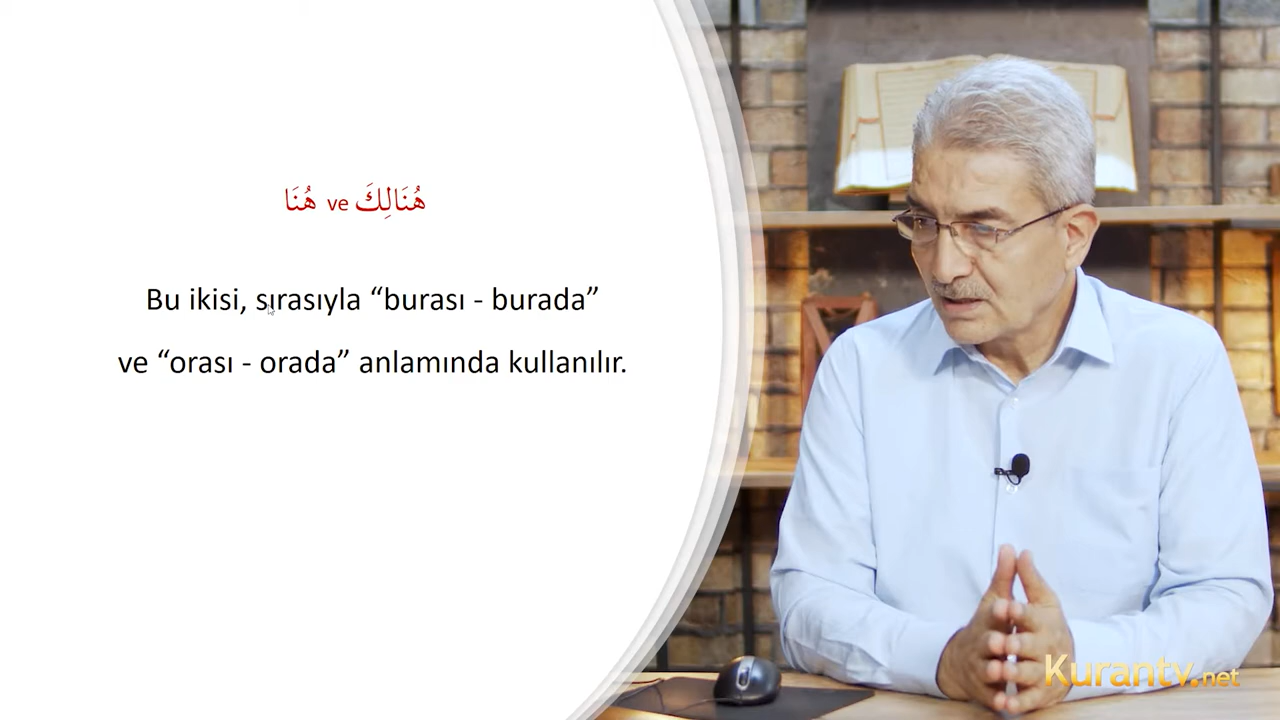 هُنَا ve هُنَالِكَ
Bu ikisi, sırasıyla “burası - burada”
ve “orası - orada” anlamında kullanılır.
Kurantv.net